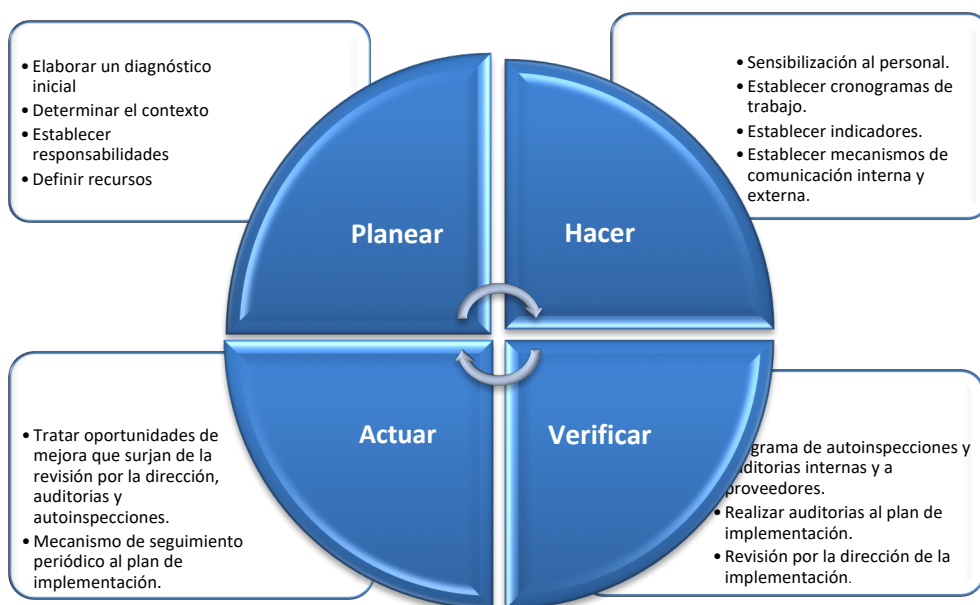 • Elaborar un diagnóstico
inicial
• Determinar el contexto
• Establecer
responsabilidades
• Definir recursos
• Sensibilización al personal.
• Establecer cronogramas de
trabajo.
• Establecer indicadores.
• Establecer mecanismos de
comunicación interna y
externa.
Planear
Hacer
Actuar
Verificar
• Tratar oportunidades de
mejora que surjan de la
revisión por la dirección,
auditorias y
autoinspecciones.
• Mecanismo de seguimiento
periódico al plan de
implementación.
de autoinspecciones y
internas y a
proveedores.
• Realizar auditorias al plan de
implementación.
• Revisión por la dirección de la
implementación.